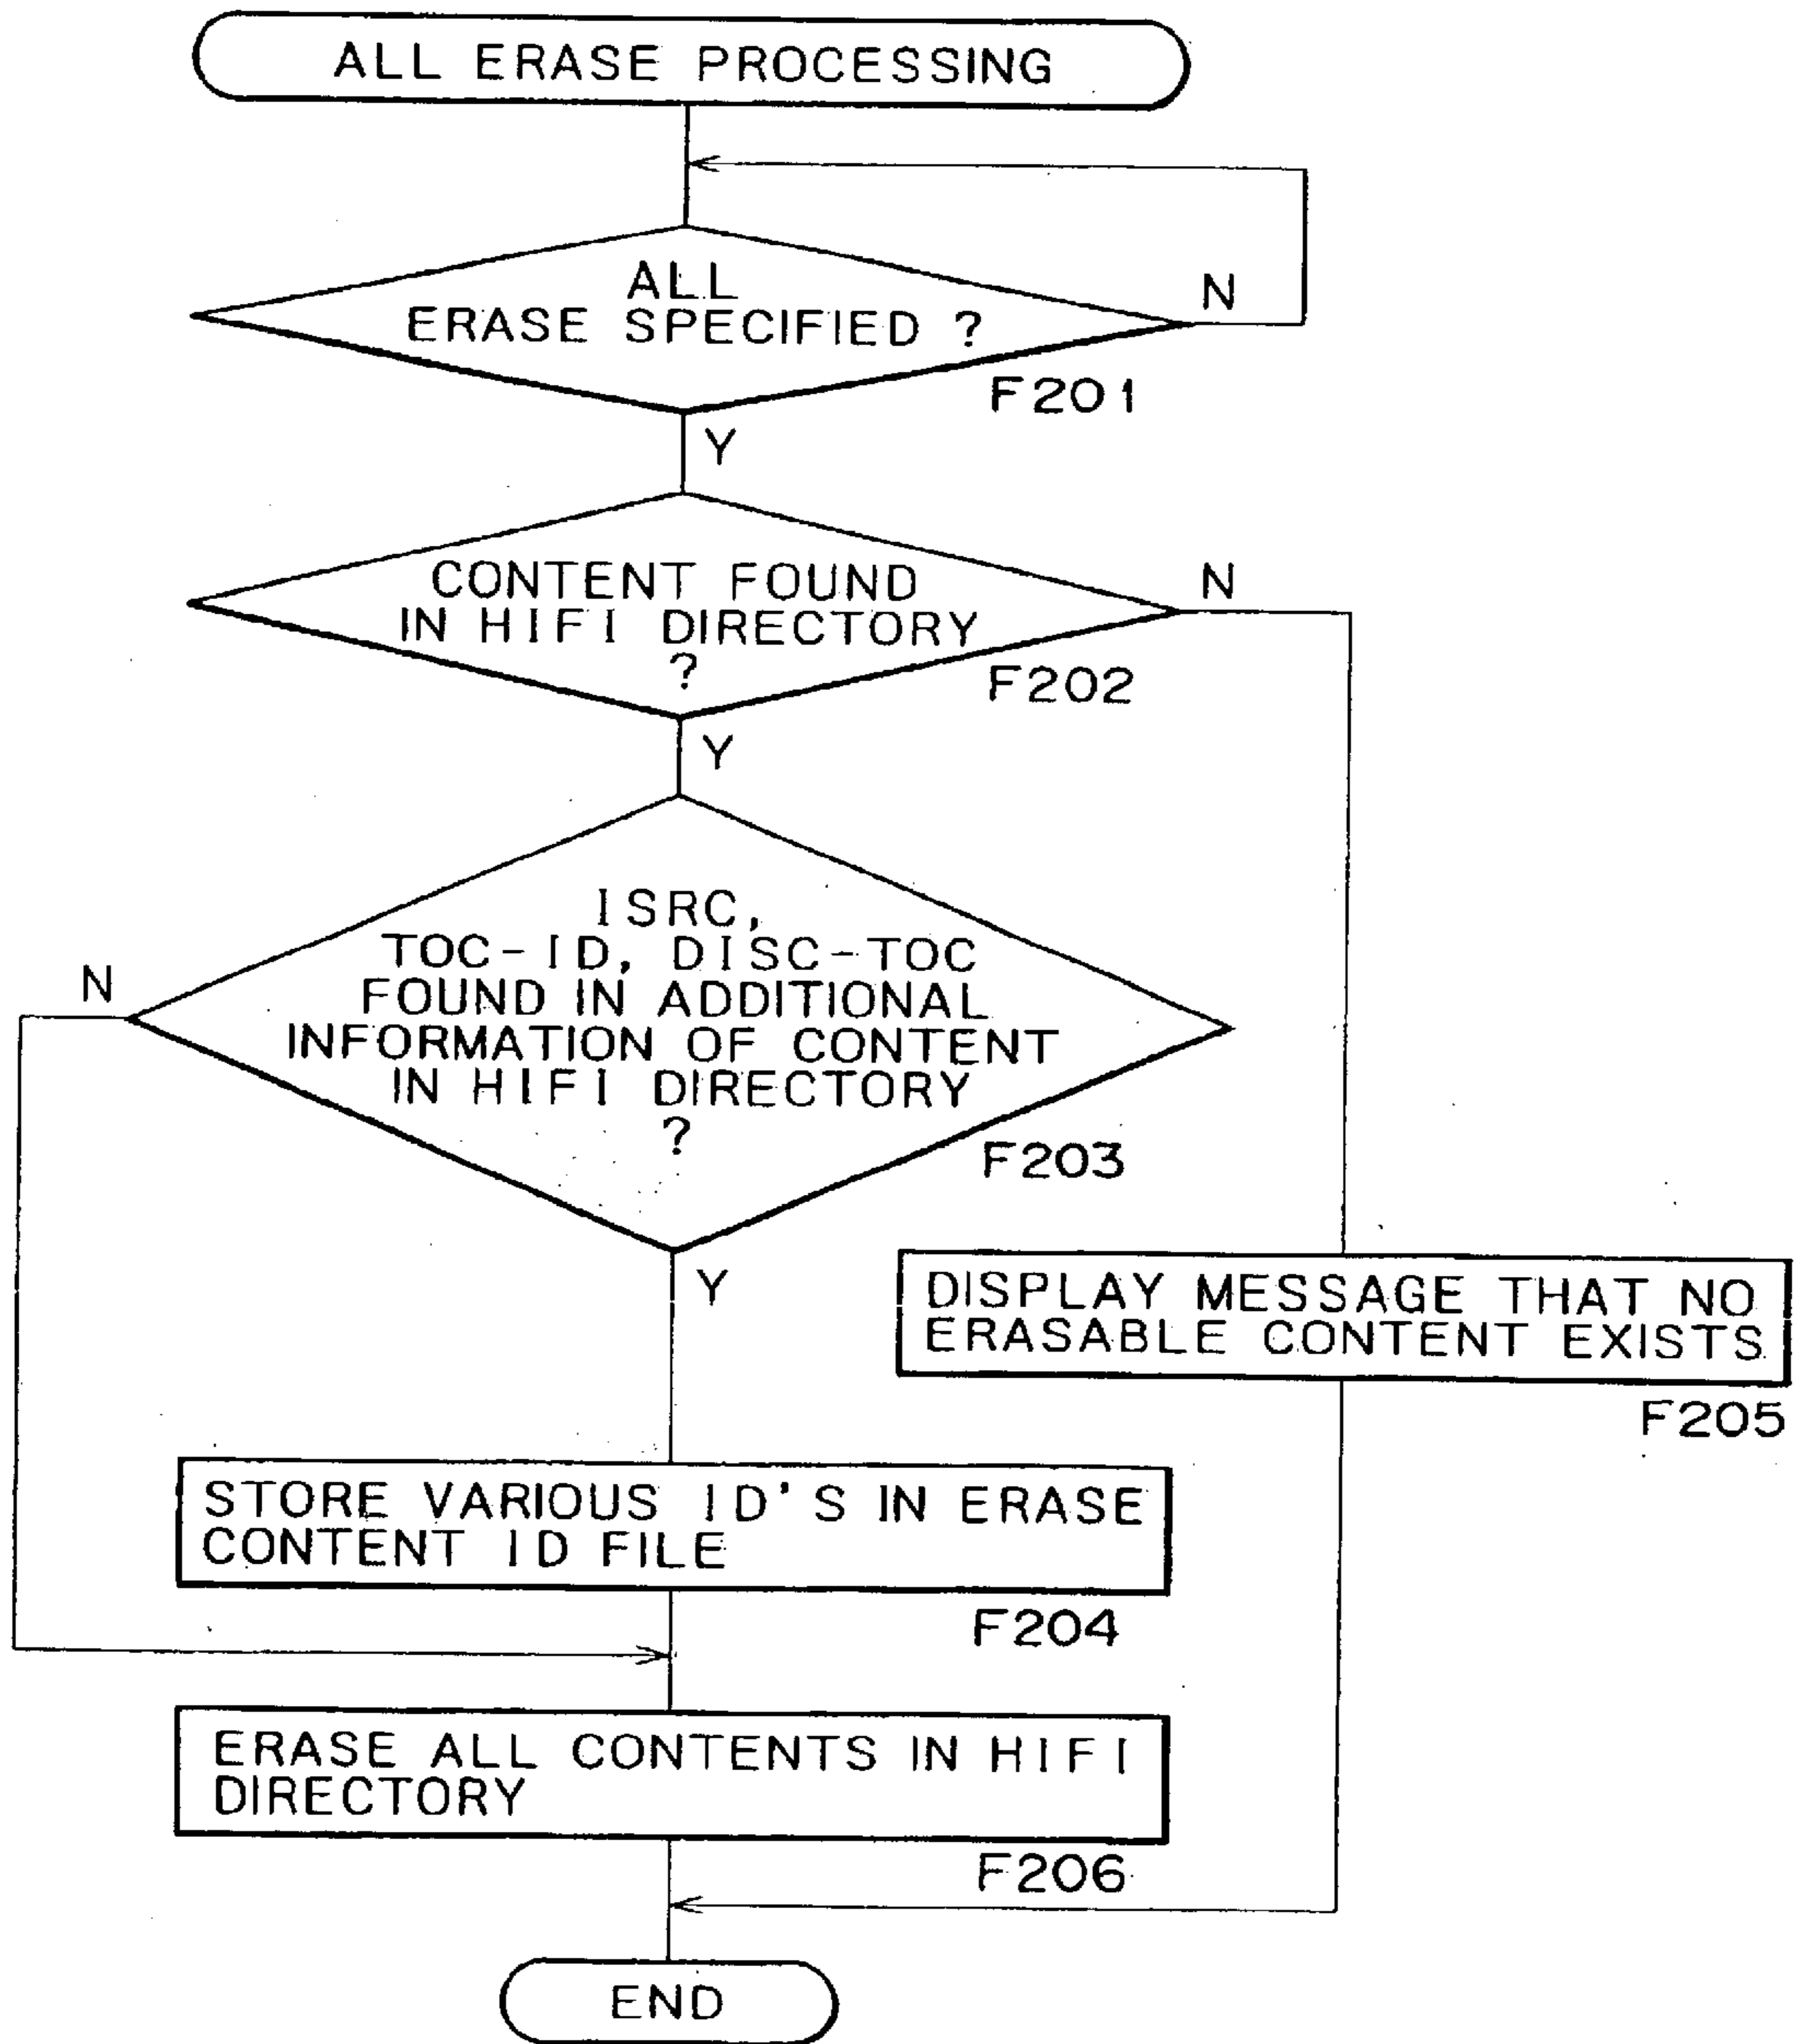 ALL ERASE PROCESSING
ALL
ERASE SPECIFIED ?
N
F201
Y
CONTENT FOUND
IN HIFI DIRECTORY
?
N
F202
Y
ISRC,
TOC-ID, DISC-TOC
FOUND IN ADDITIONAL
INFORMATION OF CONTENT
IN HIFI DIRECTORY
?
N
F203
Y
DISPLAY MESSAGE THAT NO
ERASABLE CONTENT EXISTS
F205
STORE VARIOUS ID'S IN ERASE
CONTENT ID FILE
F204
ERASE ALL CONTENTS IN HIFI
DIRECTORY
F206
END